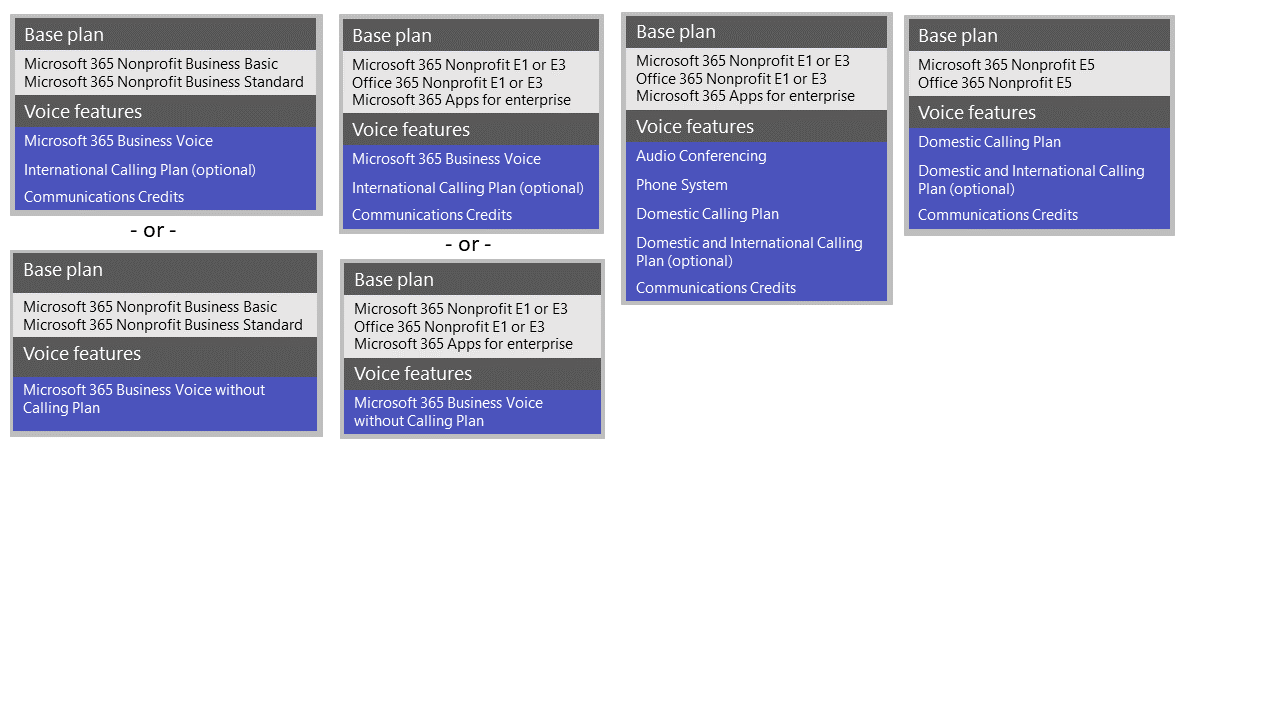 Base plan
Microsoft 365 Nonprofit Business Basic
Microsoft 365 Nonprofit Business Standard
Voice features
Microsoft 365 Business Voice
International Calling Plan (optional)
Communications Credits
- or -
Base plan
Microsoft 365 Nonprofit Business Basic
Microsoft 365 Nonprofit Business Standard
Voice features
Microsoft 365 Business Voice without
Calling Plan
Base plan
Microsoft 365 Nonprofit E1 or E3
Office 365 Nonprofit E1 or E3
Microsoft 365 Apps for enterprise
Voice features
Microsoft 365 Business Voice
International Calling Plan (optional)
Communications Credits
- or -
Base plan
Microsoft 365 Nonprofit E1 or E3
Office 365 Nonprofit E1 or E3
Microsoft 365 Apps for enterprise
Voice features
Microsoft 365 Business Voice
without Calling Plan
Base plan
Microsoft 365 Nonprofit E1 or E3
Office 365 Nonprofit E1 or E3
Microsoft 365 Apps for enterprise
Voice features
Audio Conferencing
Phone System
Domestic Calling Plan
Domestic and International Calling
Plan (optional)
Communications Credits
Base plan
Microsoft 365 Nonprofit E5
Office 365 Nonprofit E5
Voice features
Domestic Calling Plan
Domestic and International Calling
Plan (optional)
Communications Credits